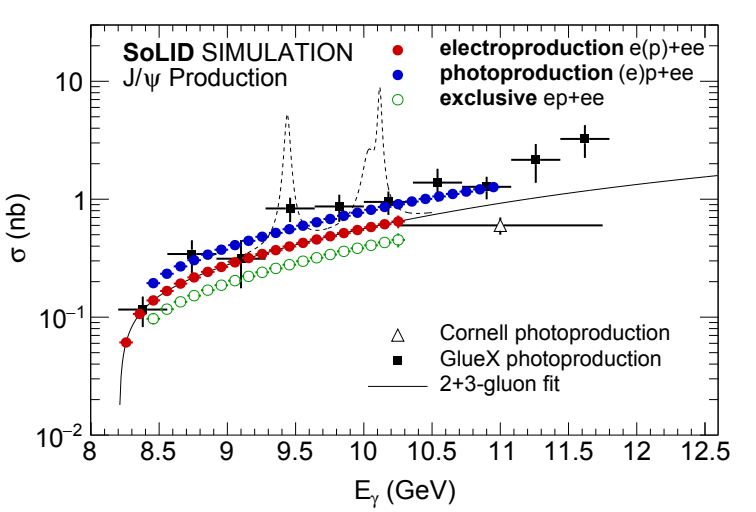 SoLID SIMULATION
J/ψ Production
electroproduction e(p)+ee
photoproduction (e)p+ee
exclusive ep+ee
10
1
10⁻¹
10⁻²
σ (nb)
Cornell photoproduction
GlueX photoproduction
2+3-gluon fit
8 8.5 9 9.5 10 10.5 11 11.5 12 12.5
E_γ (GeV)